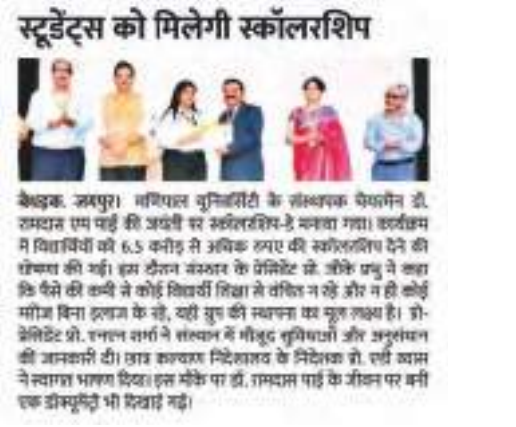 स्टूडेंट्स को मिलेगी स्कॉलरशिप
बेधड़क. जयपुर। मणिपाल यूनिवर्सिटी के संस्थापक चेयरमैन डॉ.
रामदास एम पाई की जयंती पर स्कॉलरशिप-डे मनाया गया। कार्यक्रम
में विद्यार्थियों को 6.5 करोड़ से अधिक रुपए की स्कॉलरशिप देने की
घोषणा की गई। इस दौरान संस्थान के प्रेसिडेंट प्रो. जीके प्रभु ने कहा
कि पैसे की कमी से कोई विद्यार्थी शिक्षा से वंचित न रहे और न ही कोई
मरीज बिना इलाज के रहे, यही ग्रुप की स्थापना का मूल लक्ष्य है। प्रो-
प्रेसिडेंट प्रो. एनएन शर्मा ने संस्थान में मौजूद सुविधाओं और अनुसंधान
की जानकारी दी। छात्र कल्याण निदेशालय के निदेशक प्रो. एडी व्यास
ने स्वागत भाषण दिया। इस मौके पर डॉ. रामदास पाई के जीवन पर बनी
एक डॉक्यूमेंट्री भी दिखाई गई।